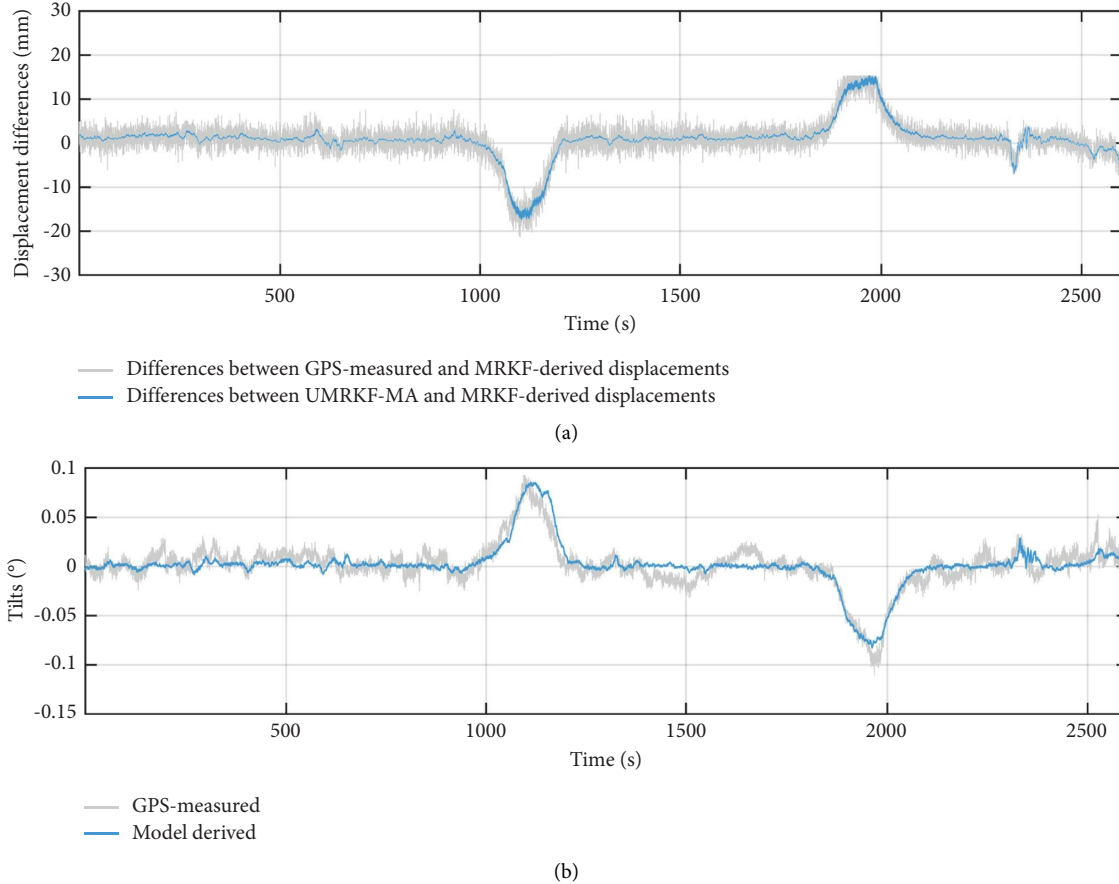 30
20
10
0
-10
-20
-30
Displacement differences (mm)
500
1000
1500
2000
2500
Time (s)
Differences between GPS-measured and MRKF-derived displacements
Differences between UMRKF-MA and MRKF-derived displacements
(a)
0.1
0.05
0
-0.05
-0.1
-0.15
Tilts (°)
500
1000
1500
2000
2500
Time (s)
GPS-measured
Model derived
(b)